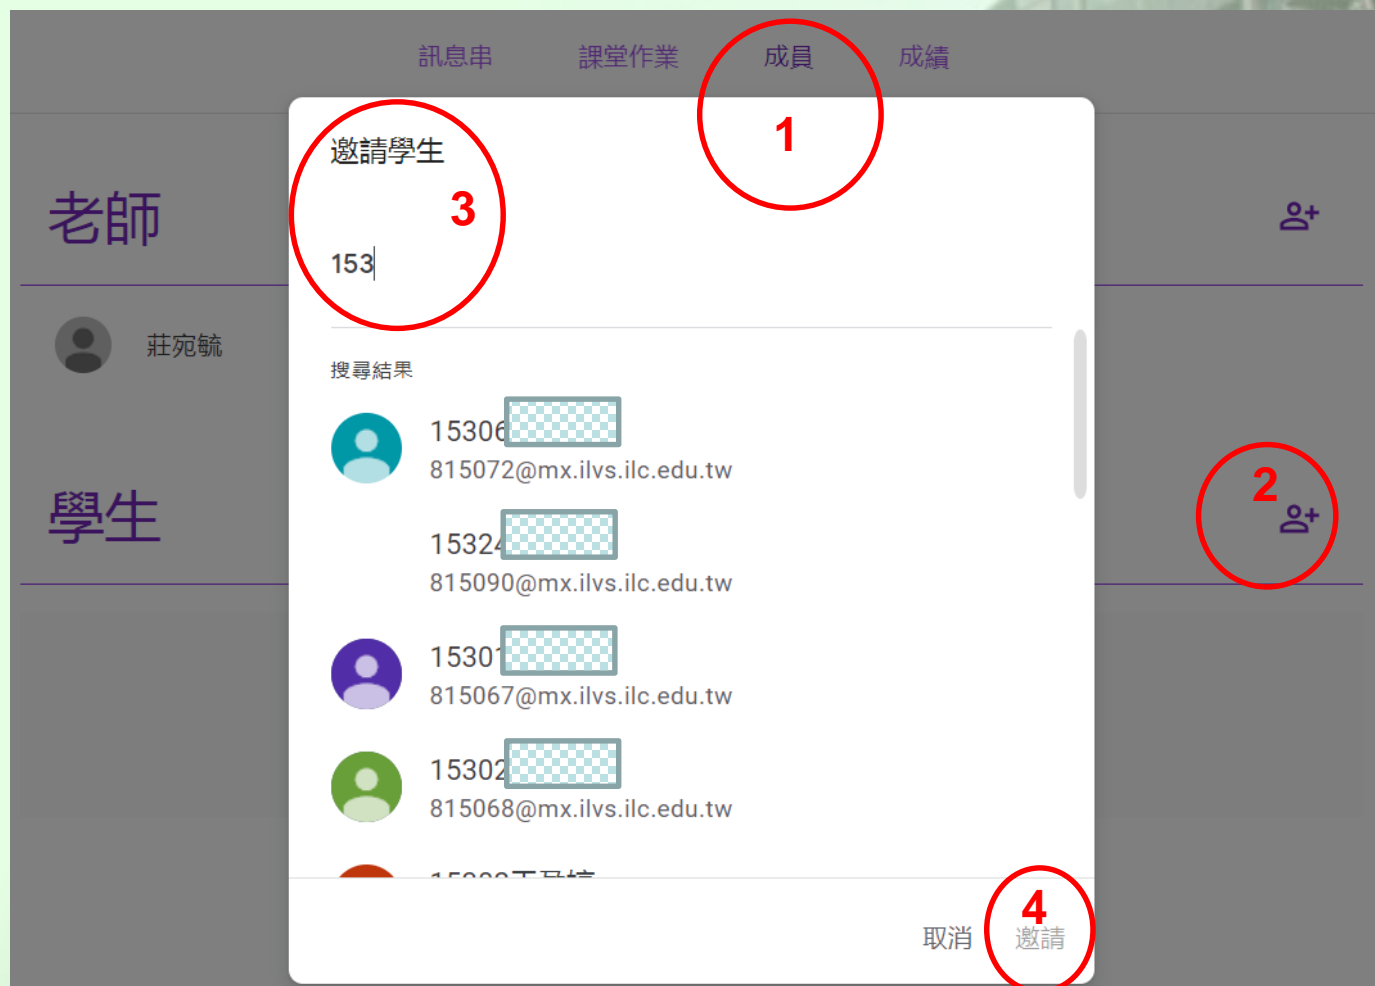 訊息串 課堂作業 成員 成績
1
邀請學生
3
老師
153
莊宛毓
搜尋結果
15306
815072@mx.ilvs.ilc.edu.tw
2
學生
15324
815090@mx.ilvs.ilc.edu.tw
15301
815067@mx.ilvs.ilc.edu.tw
15302
815068@mx.ilvs.ilc.edu.tw
4
取消 邀請